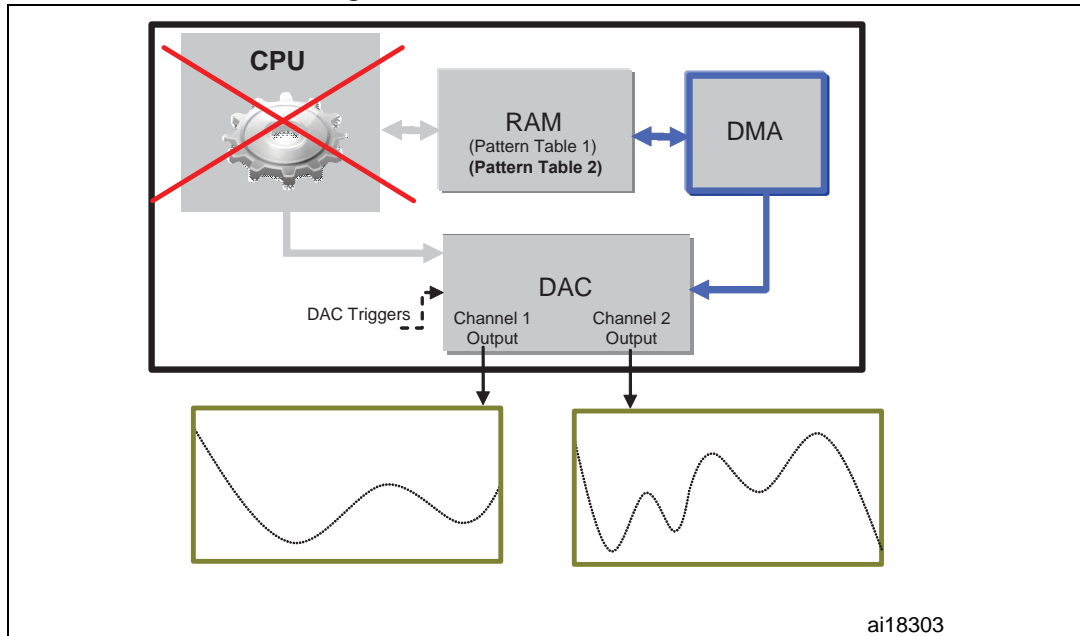 CPU
RAM
(Pattern Table 1)
(Pattern Table 2)
DMA
DAC
DAC Triggers
Channel 1
Output
Channel 2
Output
ai18303